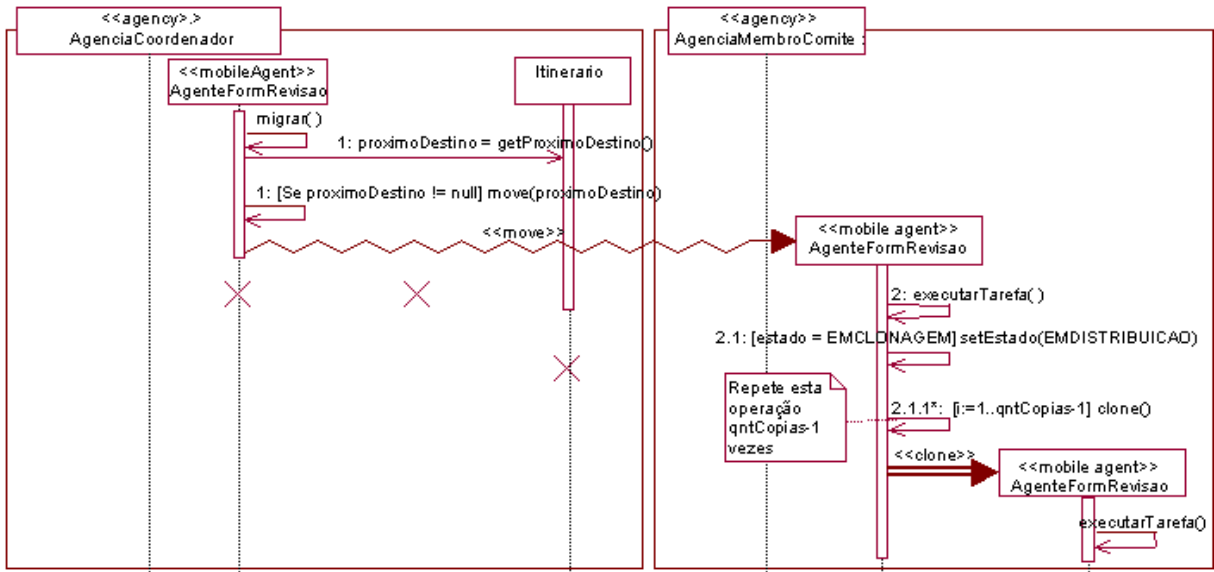 <<agency>.>
AgenciaCoordenador
<<agency>>
AgenciaMembroComite :
<<mobileAgent>>
AgenteFormRevisao
Itinerario
migrar( )
1: proximoDestino = getProximoDestino()
1: [Se proximoDestino != null] move(proximoDestino)
<<move>>
<<mobile agent>>
AgenteFormRevisao
2: executarTarefa( )
2.1: [estado = EMCLONAGEM] setEstado(EMDISTRIBUICAO)
Repete esta
operação
qntCopias-1
vezes
2.1.1*: [i:=1..qntCopias-1] clone()
<<clone>>
<<mobile agent>>
AgenteFormRevisao
executarTarefa()